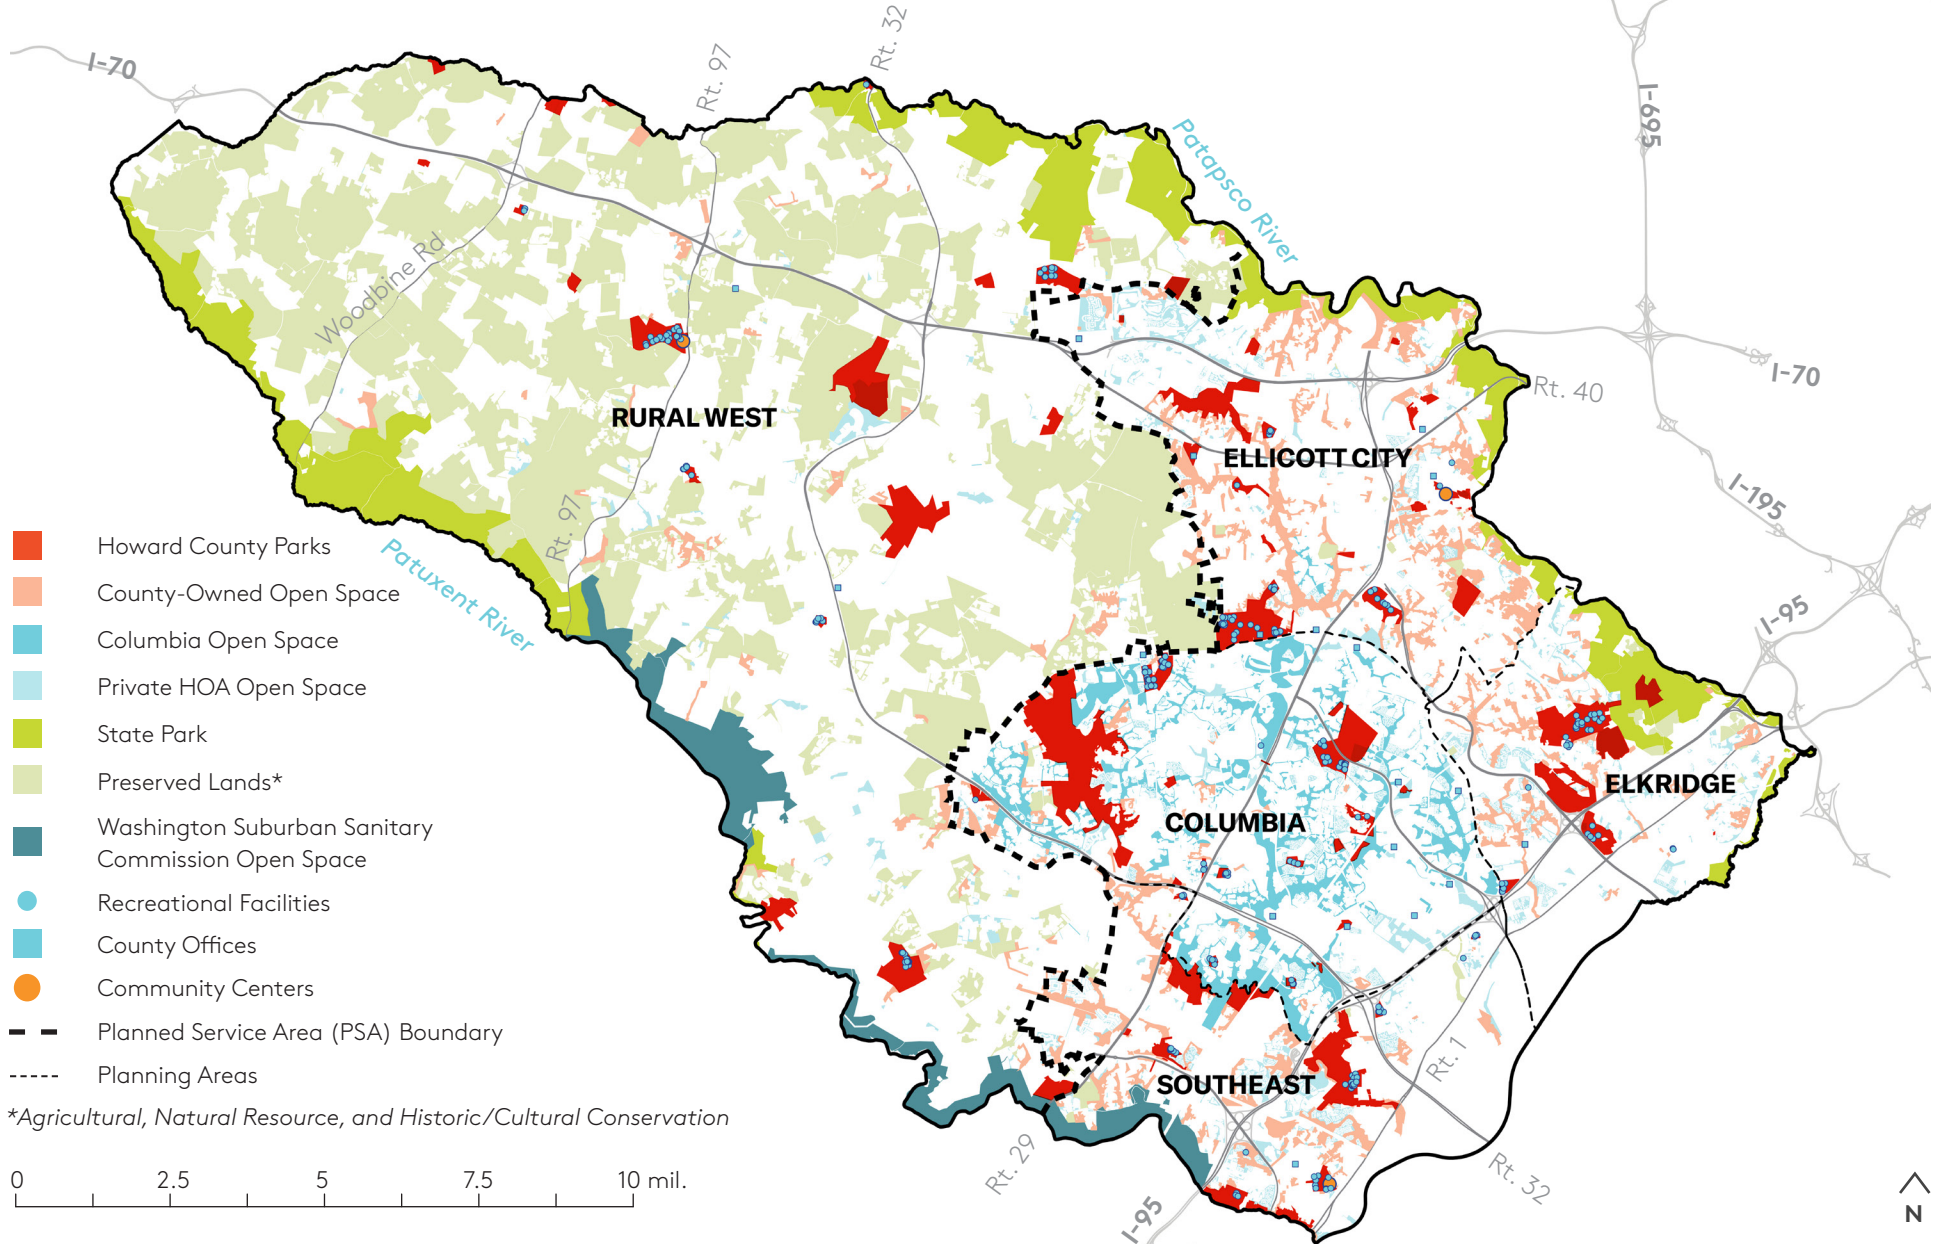 I-70
Rt. 97
Rt. 32
I-695
Patapsco River
Woodbine Rd
I-70
Rt. 40
RURAL WEST
ELLICOTT CITY
I-195
Rt. 97
Patuxent River
I-95
ELKRIDGE
COLUMBIA
SOUTHEAST
Rt. 1
Rt. 29
Rt. 32
I-95
Howard County Parks
County-Owned Open Space
Columbia Open Space
Private HOA Open Space
State Park
Preserved Lands*
Washington Suburban Sanitary
Commission Open Space
Recreational Facilities
County Offices
Community Centers
Planned Service Area (PSA) Boundary
Planning Areas
*Agricultural, Natural Resource, and Historic/Cultural Conservation
0 2.5 5 7.5 10 mil.
N